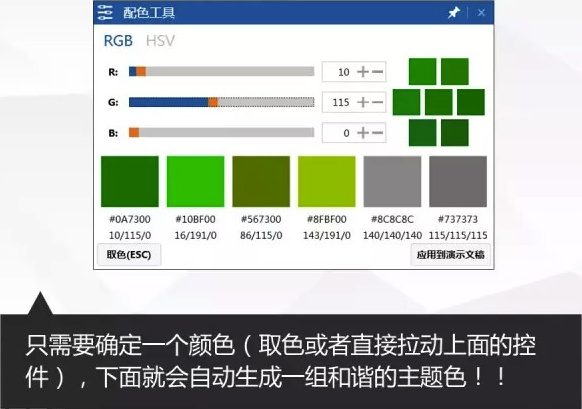 配色工具
RGB HSV
R: 10
G: 115
B: 0
#0A7300 #10BF00 #567300 #8FBF00 #8C8C8C #737373
10/115/0 16/191/0 86/115/0 143/191/0 140/140/140 115/115/115
取色(ESC) 应用到演示文稿
只需要确定一个颜色（取色或者直接拉动上面的控
件），下面就会自动生成一组和谐的主题色！！